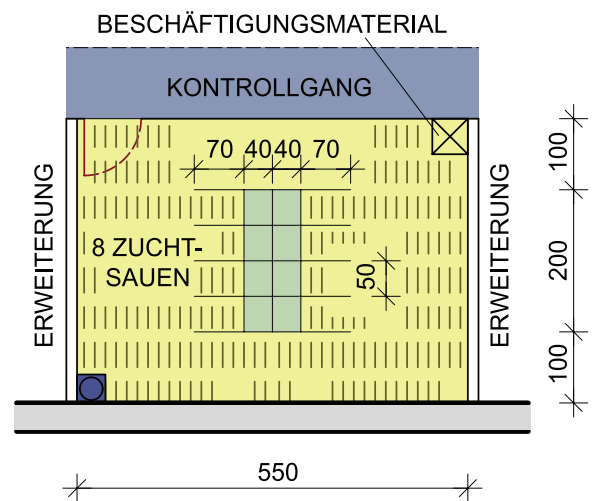 BESCHÄFTIGUNGSMATERIAL
KONTROLLGANG
70 40 40 70
100
ERWEITERUNG
8 ZUCHT-
SAUEN
50
200
ERWEITERUNG
100
550